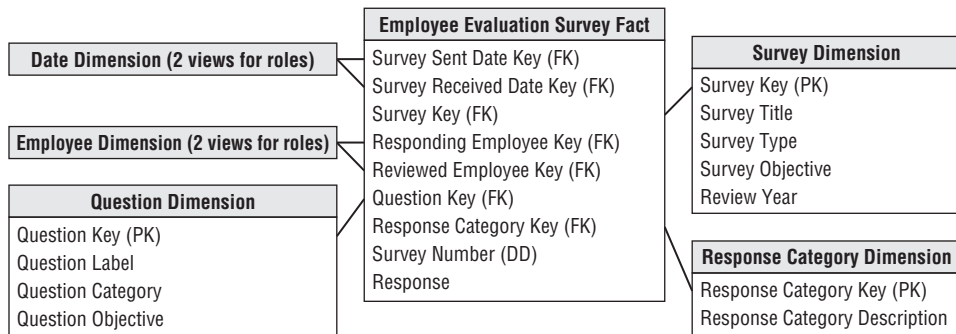 Date Dimension (2 views for roles)
Employee Dimension (2 views for roles)
Question Dimension
Question Key (PK)
Question Label
Question Category
Question Objective
Employee Evaluation Survey Fact
Survey Sent Date Key (FK)
Survey Received Date Key (FK)
Survey Key (FK)
Responding Employee Key (FK)
Reviewed Employee Key (FK)
Question Key (FK)
Response Category Key (FK)
Survey Number (DD)
Response
Survey Dimension
Survey Key (PK)
Survey Title
Survey Type
Survey Objective
Review Year
Response Category Dimension
Response Category Key (PK)
Response Category Description